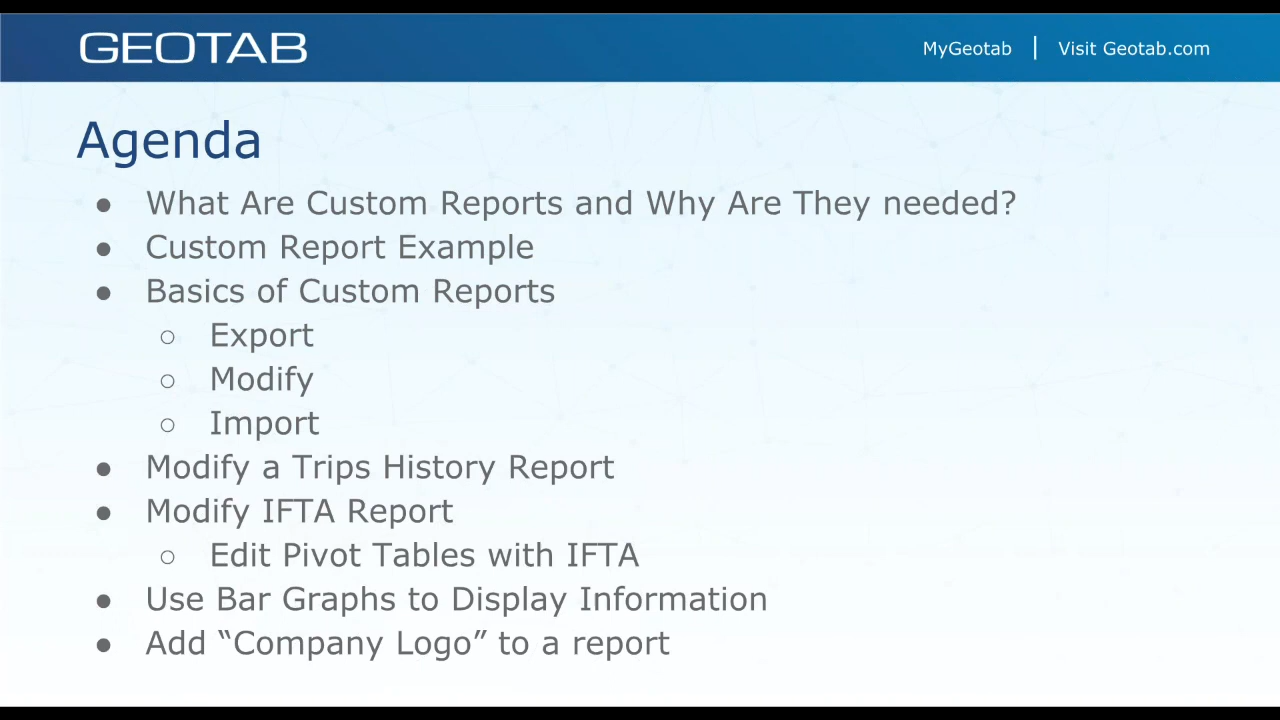 GEOTAB
MyGeotab | Visit Geotab.com
Agenda
● What Are Custom Reports and Why Are They needed?
● Custom Report Example
● Basics of Custom Reports
○ Export
○ Modify
○ Import
● Modify a Trips History Report
● Modify IFTA Report
○ Edit Pivot Tables with IFTA
● Use Bar Graphs to Display Information
● Add “Company Logo” to a report